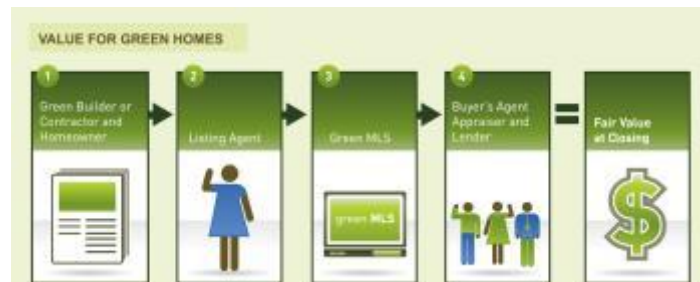 VALUE FOR GREEN HOMES
1
Green Builder or
Contractor and
Homeowner
2
Listing Agent
3
Green MLS
4
Buyer's Agent
Appraiser and
Lender
=
Fair Value
at Closing
green MLS
$